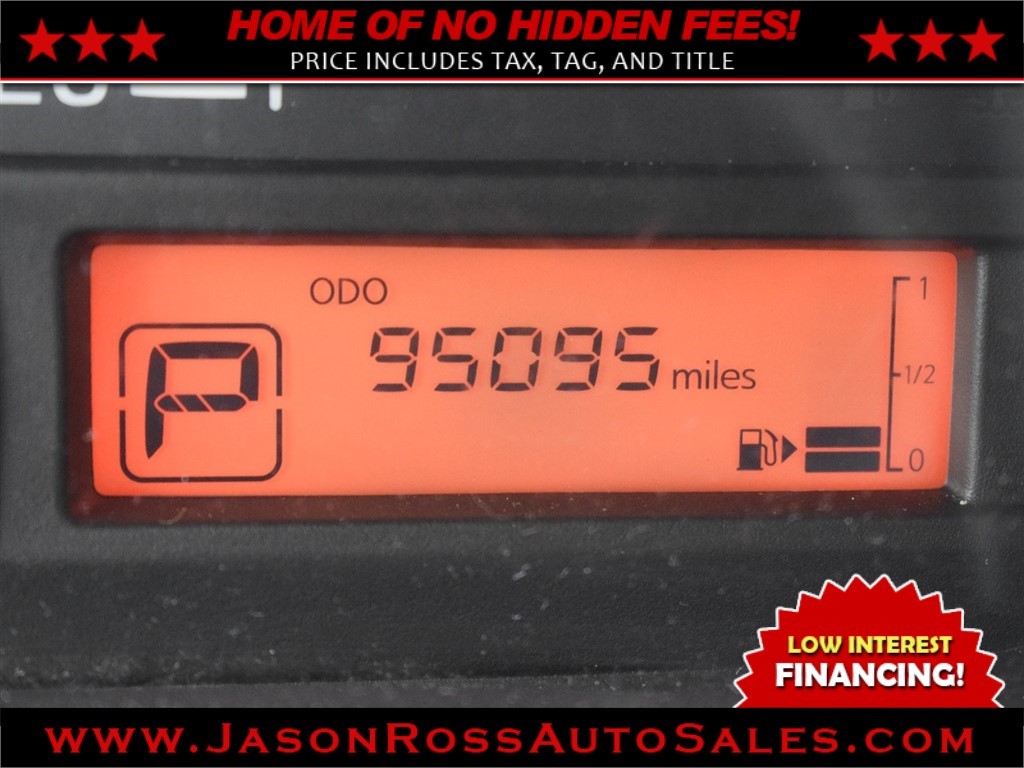 HOME OF NO HIDDEN FEES!
PRICE INCLUDES TAX, TAG, AND TITLE
ODO
1
P
95095 miles
1/2
0
LOW INTEREST
FINANCING!
WWW.JASONROSSAUTOSALES.COM